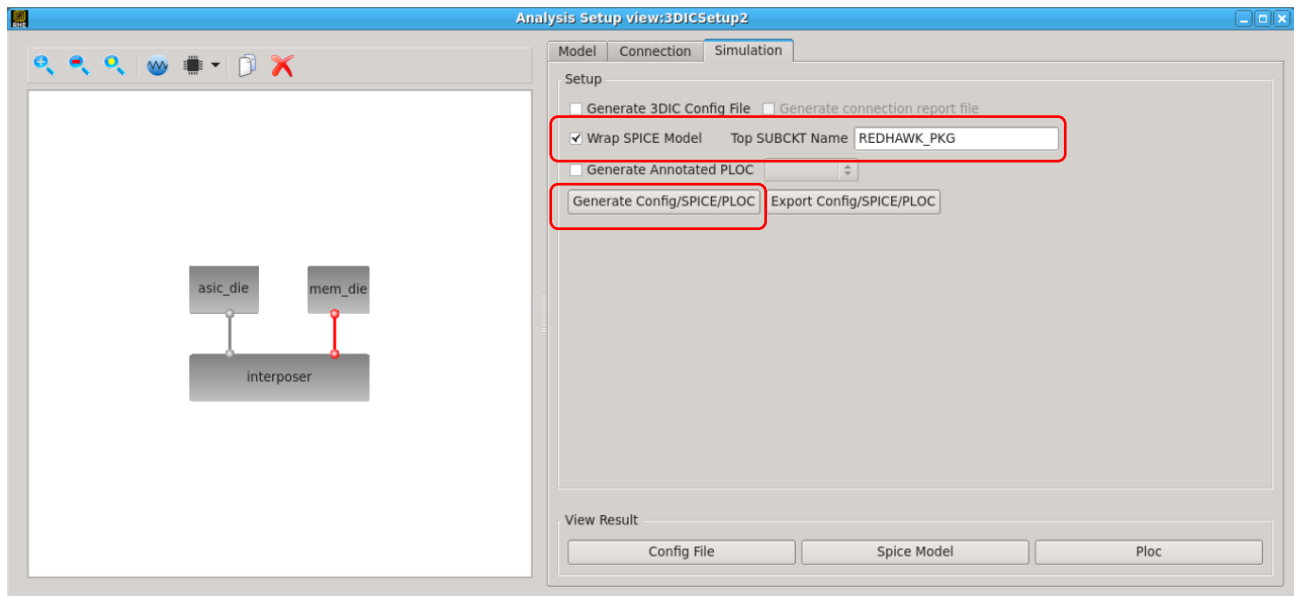 RHE
Analysis Setup view:3DICSetup2
Model Connection Simulation
Setup
Generate 3DIC Config File Generate connection report file
Wrap SPICE Model Top SUBCKT Name REDHAWK_PKG
Generate Annotated PLOC
Generate Config/SPICE/PLOC Export Config/SPICE/PLOC
asic_die mem_die
interposer
View Result
Config File Spice Model Ploc